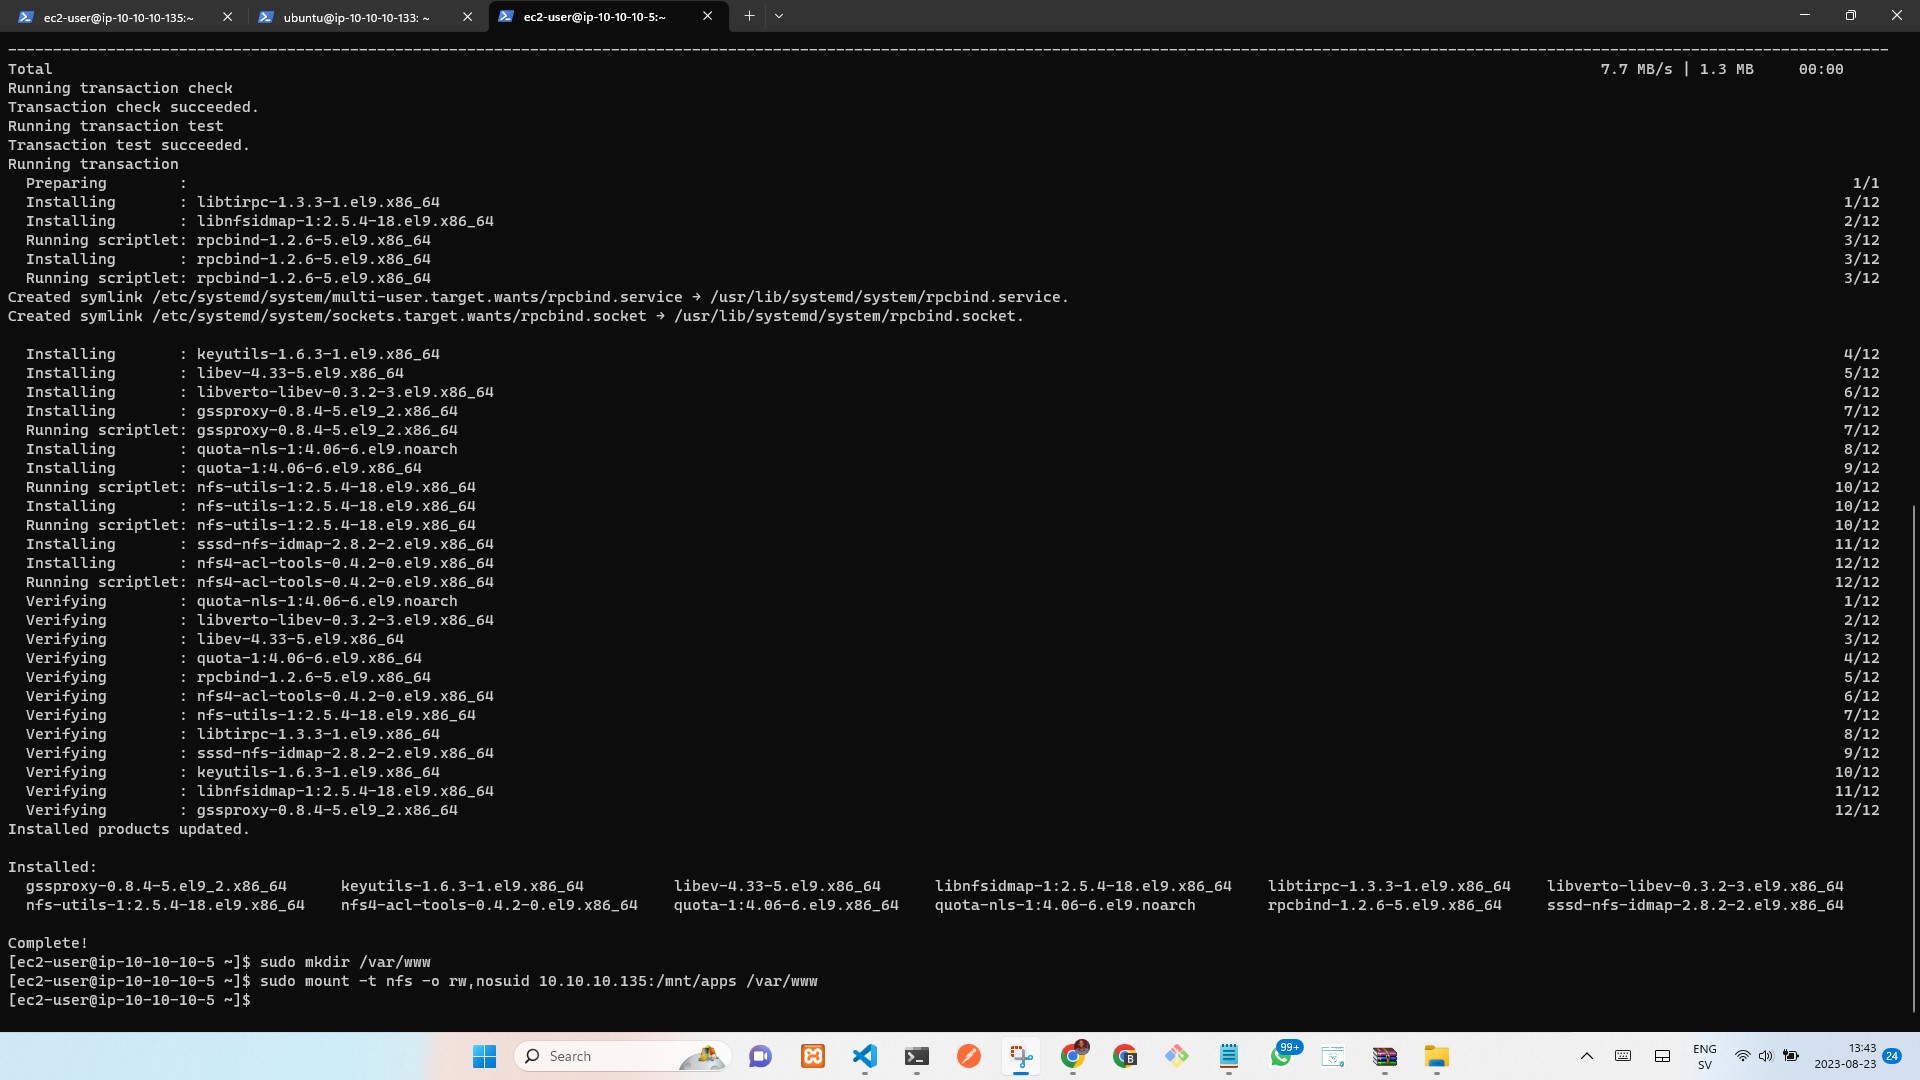 ec2-user@ip-10-10-10-135:~
ubuntu@ip-10-10-10-133: ~
ec2-user@ip-10-10-10-5:~
Total 7.7 MB/s | 1.3 MB 00:00
Running transaction check
Transaction check succeeded.
Running transaction test
Transaction test succeeded.
Running transaction
Preparing : 1/1
Installing : libtirpc-1.3.3-1.el9.x86_64 1/12
Installing : libnfsidmap-1:2.5.4-18.el9.x86_64 2/12
Running scriptlet: rpcbind-1.2.6-5.el9.x86_64 3/12
Installing : rpcbind-1.2.6-5.el9.x86_64 3/12
Running scriptlet: rpcbind-1.2.6-5.el9.x86_64 3/12
Created symlink /etc/systemd/system/multi-user.target.wants/rpcbind.service → /usr/lib/systemd/system/rpcbind.service.
Created symlink /etc/systemd/system/sockets.target.wants/rpcbind.socket → /usr/lib/systemd/system/rpcbind.socket.
Installing : keyutils-1.6.3-1.el9.x86_64 4/12
Installing : libev-4.33-5.el9.x86_64 5/12
Installing : libverto-libev-0.3.2-3.el9.x86_64 6/12
Installing : gssproxy-0.8.4-5.el9_2.x86_64 7/12
Running scriptlet: gssproxy-0.8.4-5.el9_2.x86_64 7/12
Installing : quota-nls-1:4.06-6.el9.noarch 8/12
Installing : quota-1:4.06-6.el9.x86_64 9/12
Running scriptlet: nfs-utils-1:2.5.4-18.el9.x86_64 10/12
Installing : nfs-utils-1:2.5.4-18.el9.x86_64 10/12
Running scriptlet: nfs-utils-1:2.5.4-18.el9.x86_64 10/12
Installing : sssd-nfs-idmap-2.8.2-2.el9.x86_64 11/12
Installing : nfs4-acl-tools-0.4.2-0.el9.x86_64 12/12
Running scriptlet: nfs4-acl-tools-0.4.2-0.el9.x86_64 12/12
Verifying : quota-nls-1:4.06-6.el9.noarch 1/12
Verifying : libverto-libev-0.3.2-3.el9.x86_64 2/12
Verifying : libev-4.33-5.el9.x86_64 3/12
Verifying : quota-1:4.06-6.el9.x86_64 4/12
Verifying : rpcbind-1.2.6-5.el9.x86_64 5/12
Verifying : nfs4-acl-tools-0.4.2-0.el9.x86_64 6/12
Verifying : nfs-utils-1:2.5.4-18.el9.x86_64 7/12
Verifying : libtirpc-1.3.3-1.el9.x86_64 8/12
Verifying : sssd-nfs-idmap-2.8.2-2.el9.x86_64 9/12
Verifying : keyutils-1.6.3-1.el9.x86_64 10/12
Verifying : libnfsidmap-1:2.5.4-18.el9.x86_64 11/12
Verifying : gssproxy-0.8.4-5.el9_2.x86_64 12/12
Installed products updated.
Installed:
gssproxy-0.8.4-5.el9_2.x86_64 keyutils-1.6.3-1.el9.x86_64 libev-4.33-5.el9.x86_64 libnfsidmap-1:2.5.4-18.el9.x86_64 libtirpc-1.3.3-1.el9.x86_64 libverto-libev-0.3.2-3.el9.x86_64
nfs-utils-1:2.5.4-18.el9.x86_64 nfs4-acl-tools-0.4.2-0.el9.x86_64 quota-1:4.06-6.el9.x86_64 quota-nls-1:4.06-6.el9.noarch rpcbind-1.2.6-5.el9.x86_64 sssd-nfs-idmap-2.8.2-2.el9.x86_64
Complete!
[ec2-user@ip-10-10-10-5 ~]$ sudo mkdir /var/www
[ec2-user@ip-10-10-10-5 ~]$ sudo mount -t nfs -o rw,nosuid 10.10.10.135:/mnt/apps /var/www
[ec2-user@ip-10-10-10-5 ~]$
Search
B
99+
ENG
SV
13:43
2023-08-23
24